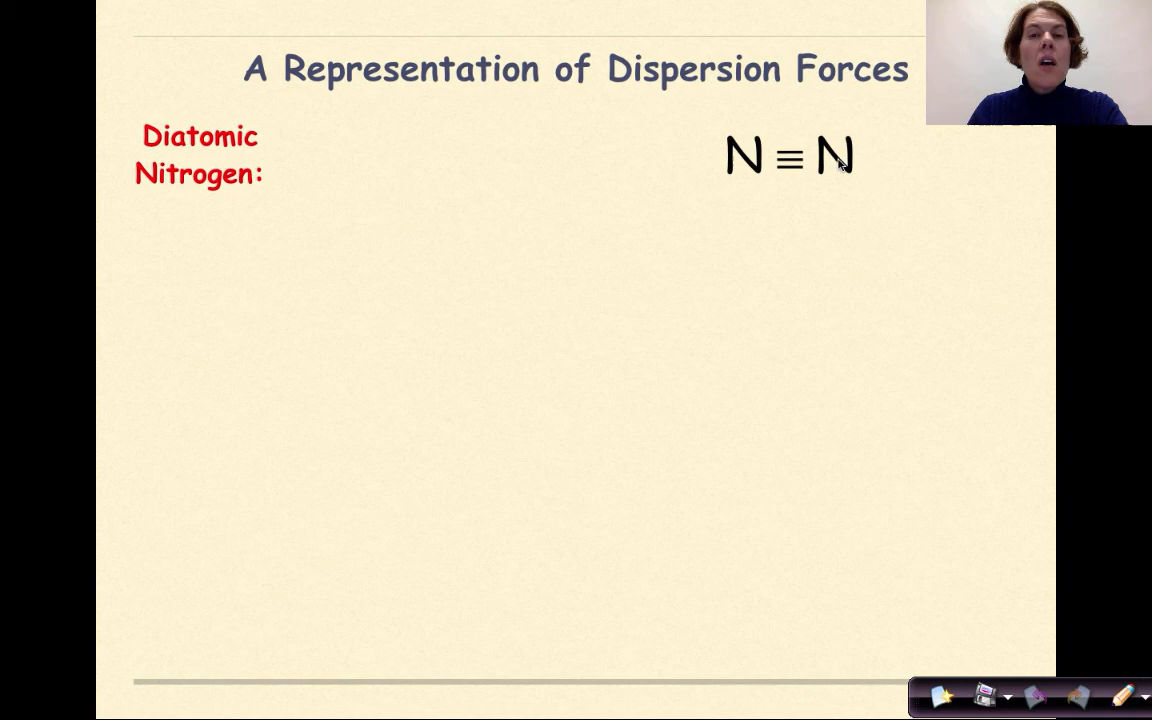 A Representation of Dispersion Forces
Diatomic
Nitrogen:
N ≡ N